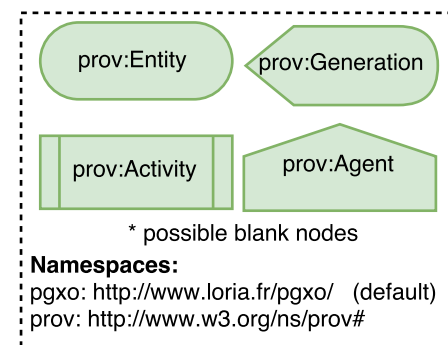 prov:Entity
prov:Generation
prov:Activity
prov:Agent
* possible blank nodes
Namespaces:
pgxo: http://www.loria.fr/pgxo/ (default)
prov: http://www.w3.org/ns/prov#